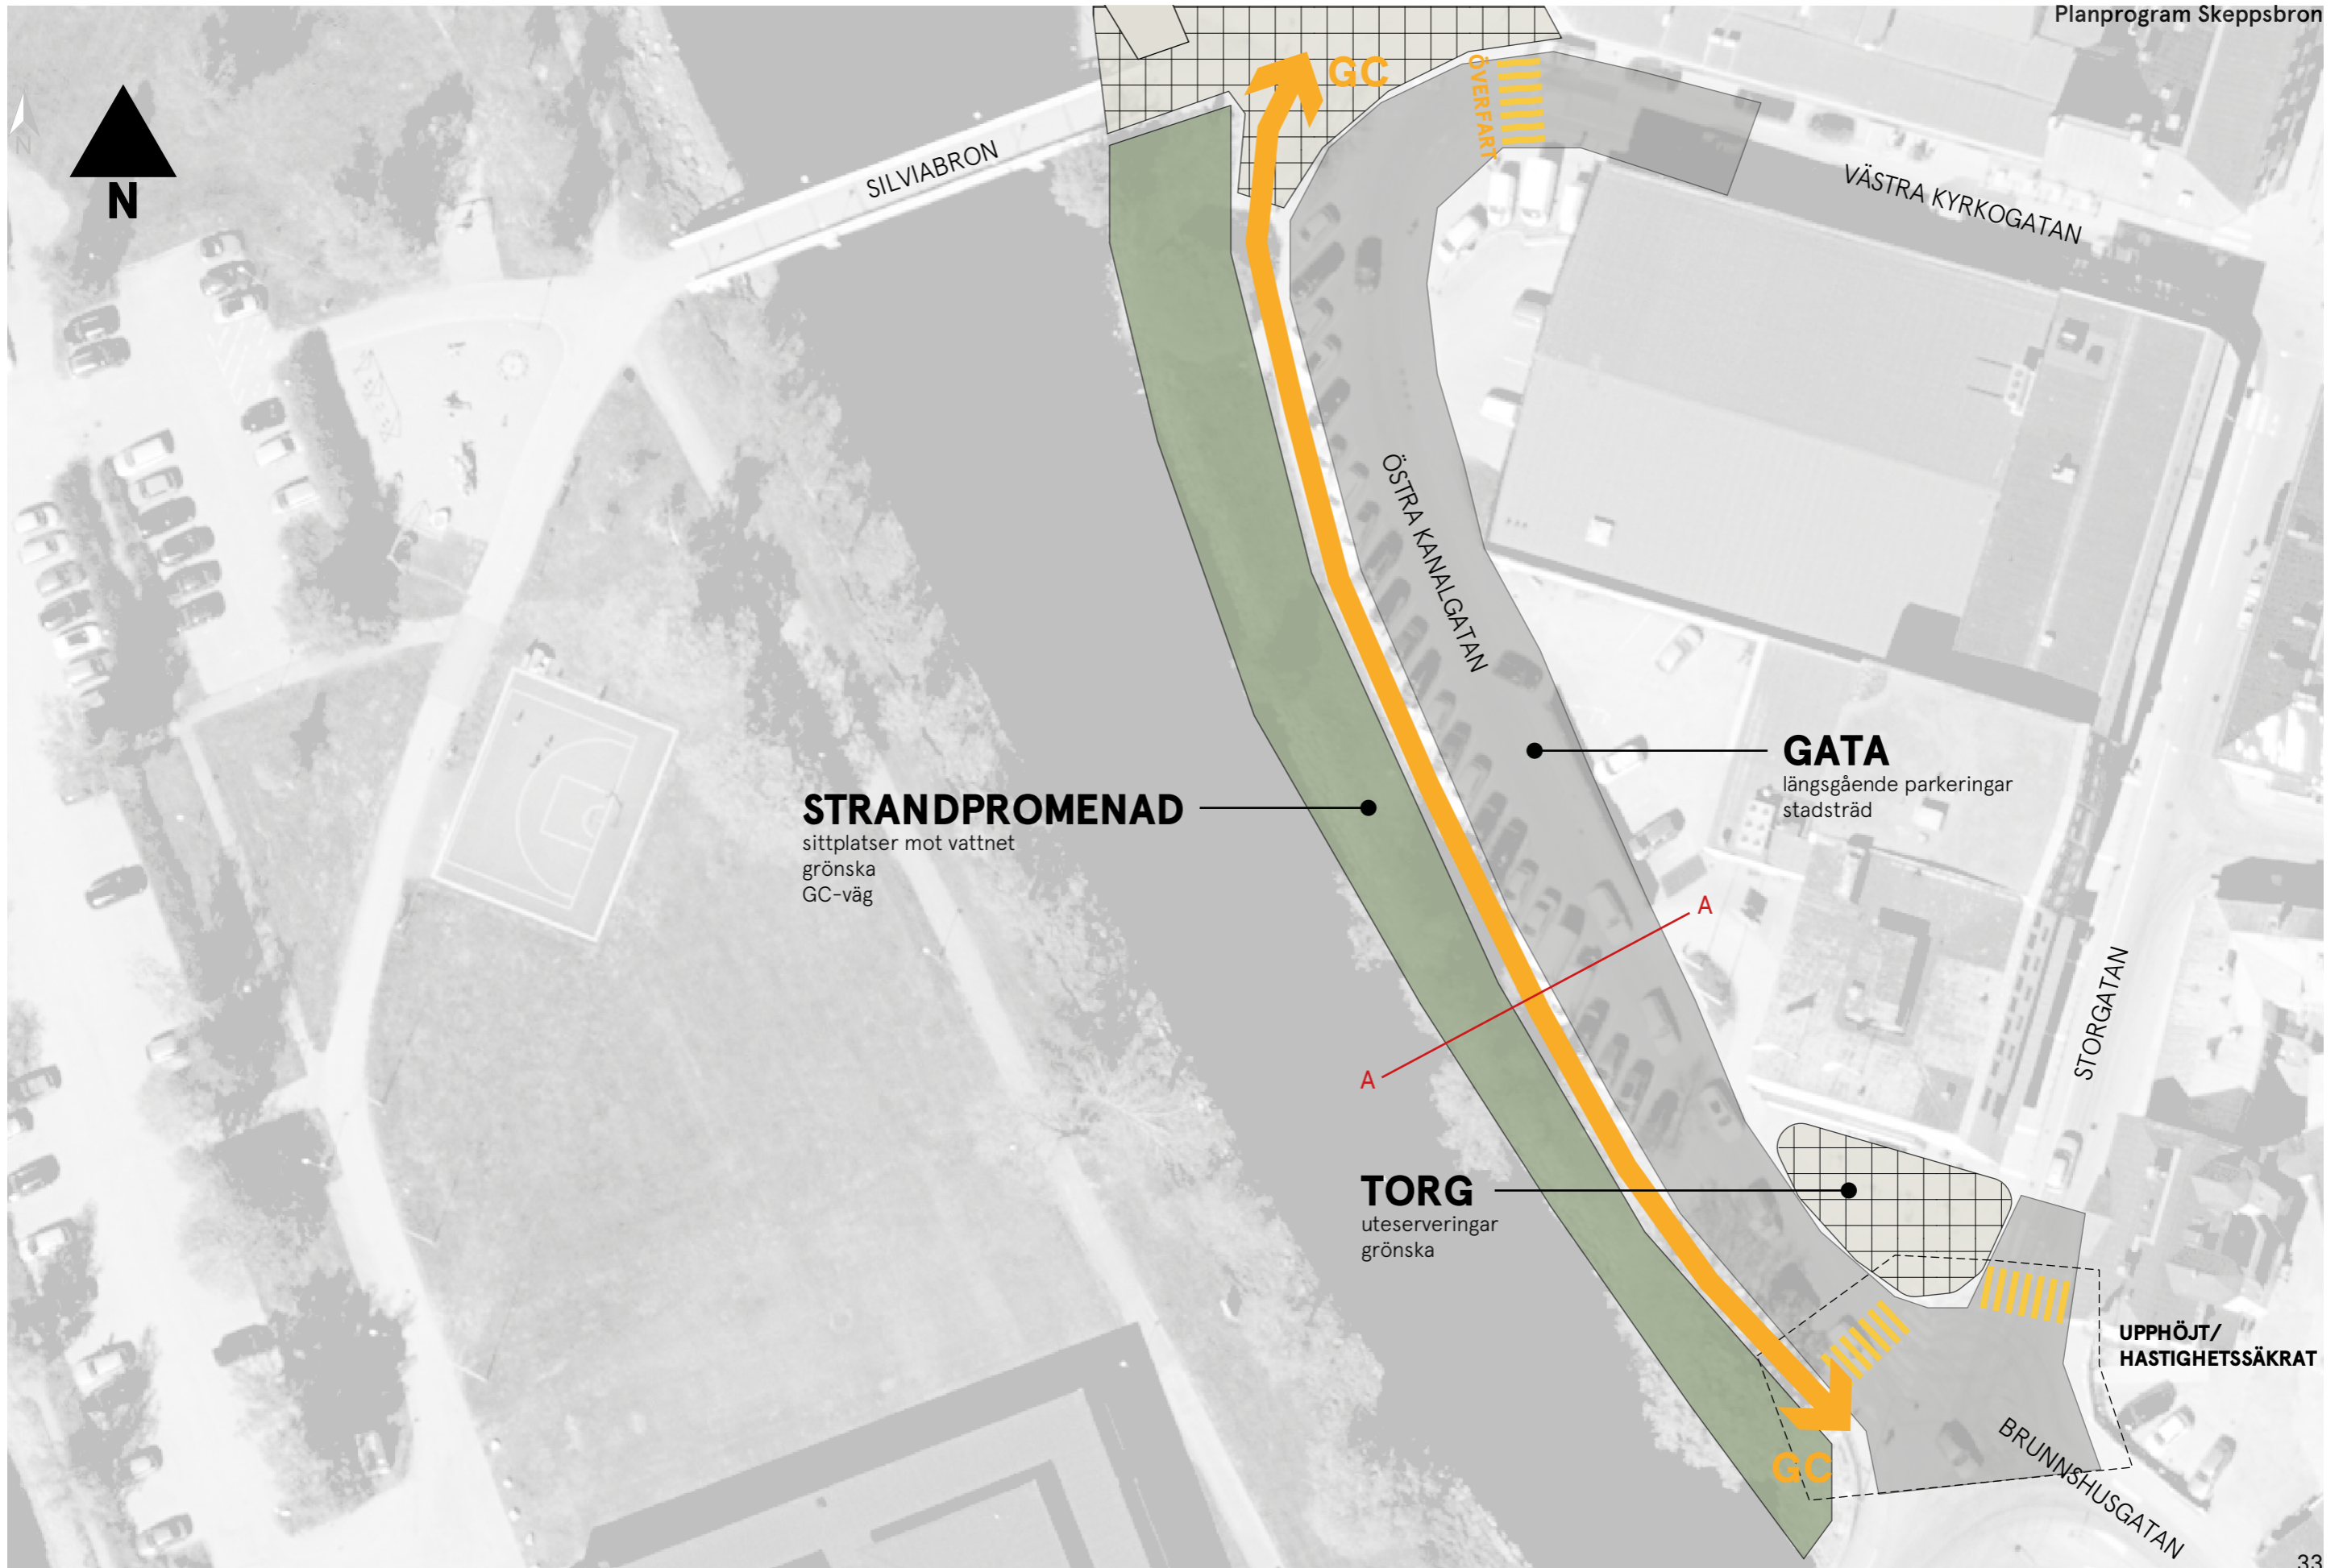 Planprogram Skeppsbron
GC
ÖVERFART
N
N
SILVIABRON
VÄSTRA KYRKOGATAN
ÖSTRA KANALGATAN
GATA
längsgående parkeringar
stadsträd
STRANDPROMENAD
sittplatser mot vattnet
grönska
GC-väg
A
A
STORGATAN
TORG
uteserveringar
grönska
UPPHÖJT/
HASTIGHETSSÄKRAT
GC
BRUNNSHUSGATAN
33